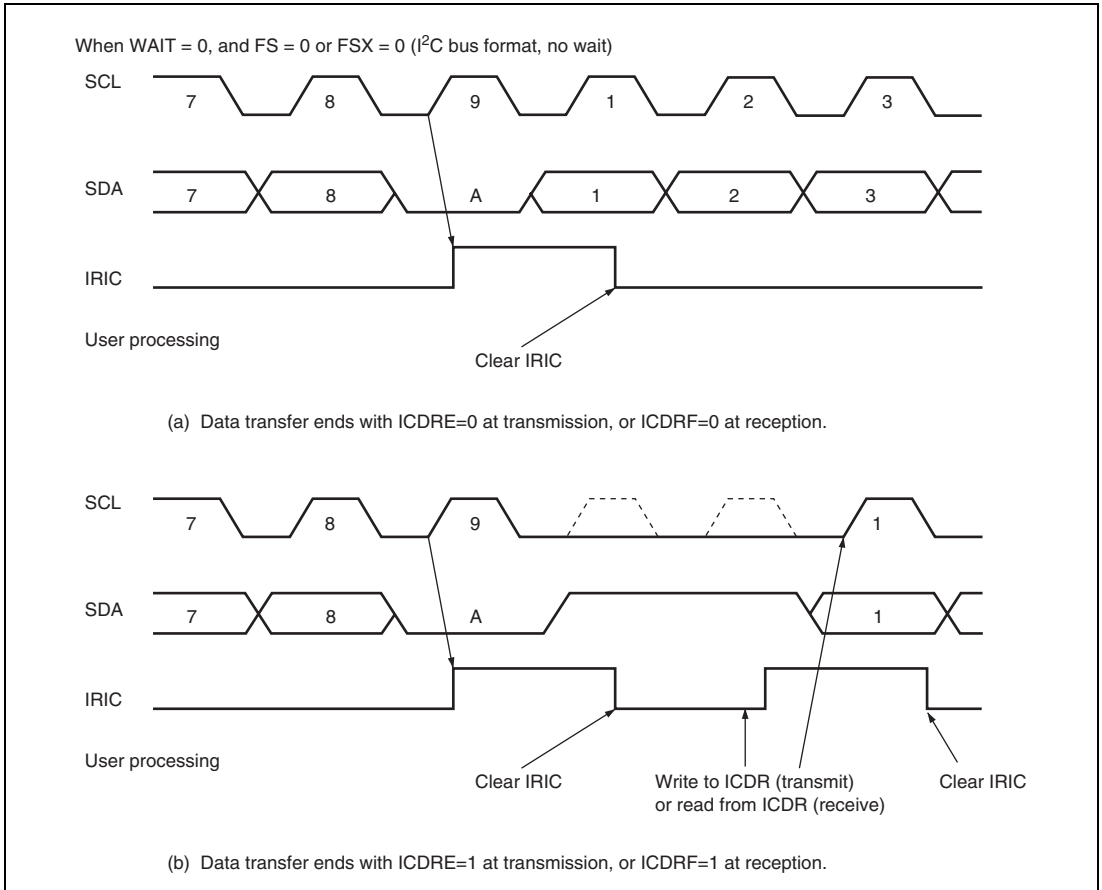 When WAIT = 0, and FS = 0 or FSX = 0 (I²C bus format, no wait)
SCL
7 8 9 1 2 3
SDA
7 8 A 1 2 3
IRIC
User processing
Clear IRIC
(a) Data transfer ends with ICDRE=0 at transmission, or ICDRF=0 at reception.
SCL
7 8 9 1
SDA
7 8 A 1
IRIC
User processing
Clear IRIC
Write to ICDR (transmit)
or read from ICDR (receive)
Clear IRIC
(b) Data transfer ends with ICDRE=1 at transmission, or ICDRF=1 at reception.